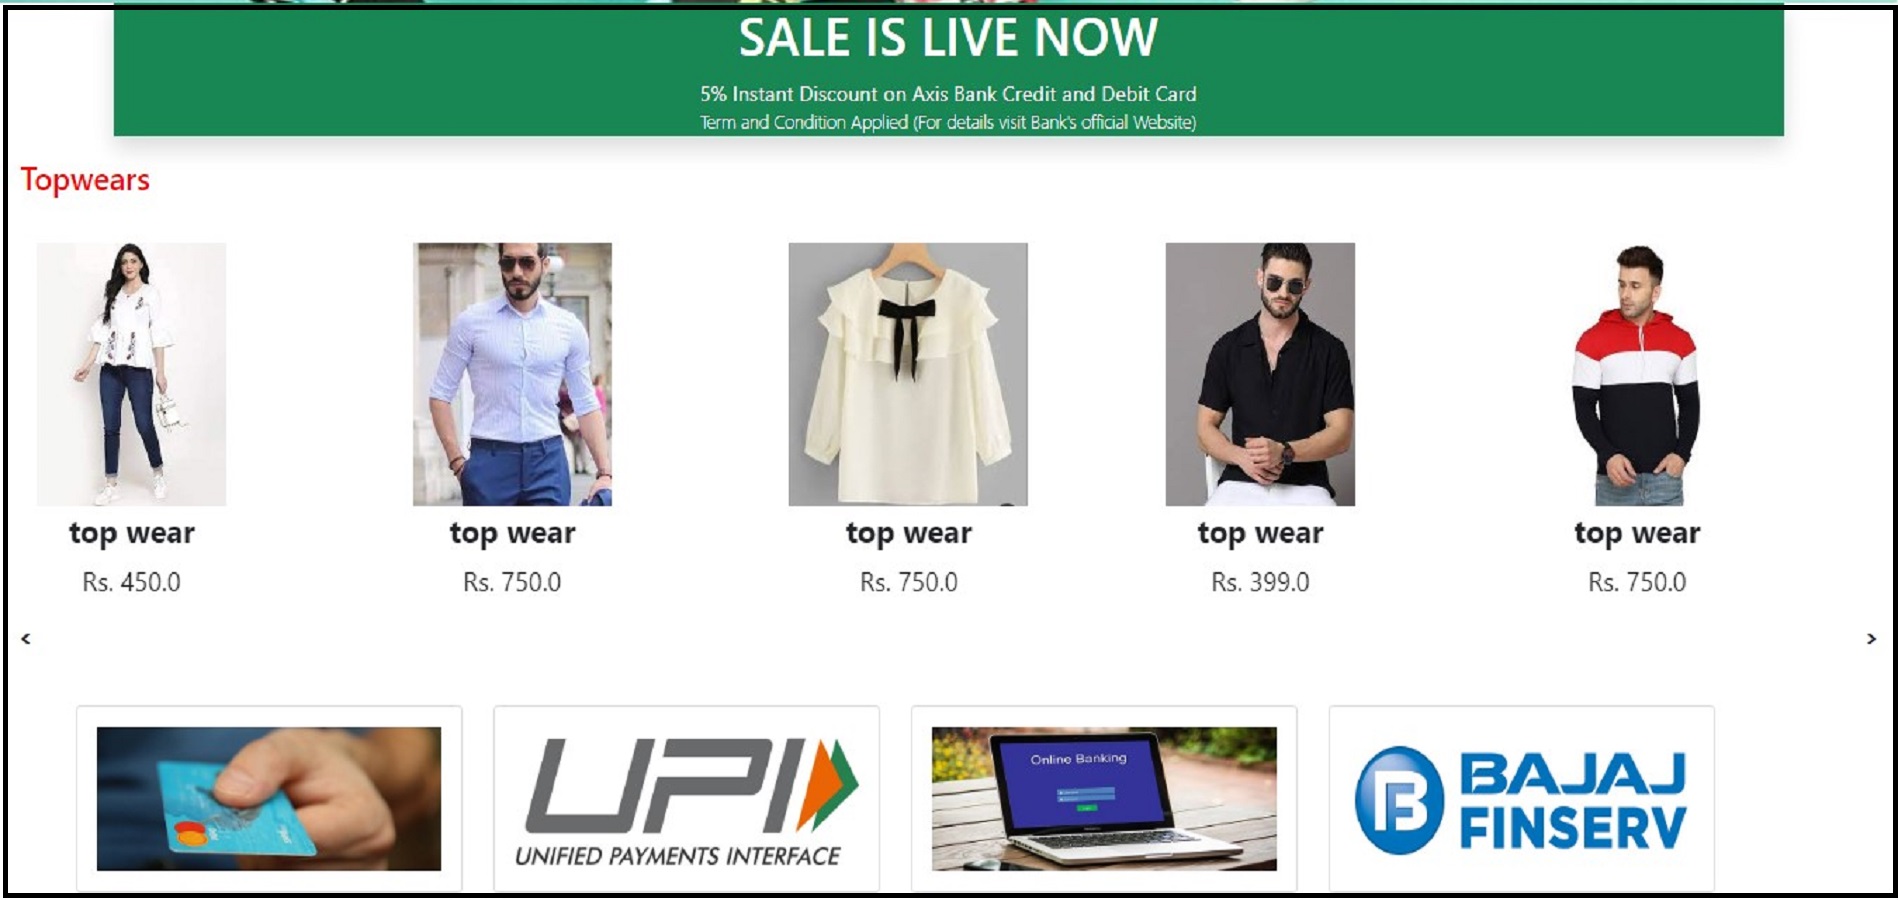 SALE IS LIVE NOW
5% Instant Discount on Axis Bank Credit and Debit Card
Term and Condition Applied (For details visit Bank's official Website)
Topwears
top wear
Rs. 450.0
top wear
Rs. 750.0
top wear
Rs. 750.0
top wear
Rs. 399.0
top wear
Rs. 750.0
< >
UPI
UNIFIED PAYMENTS INTERFACE
Online Banking
B BAJAJ
FINSERV